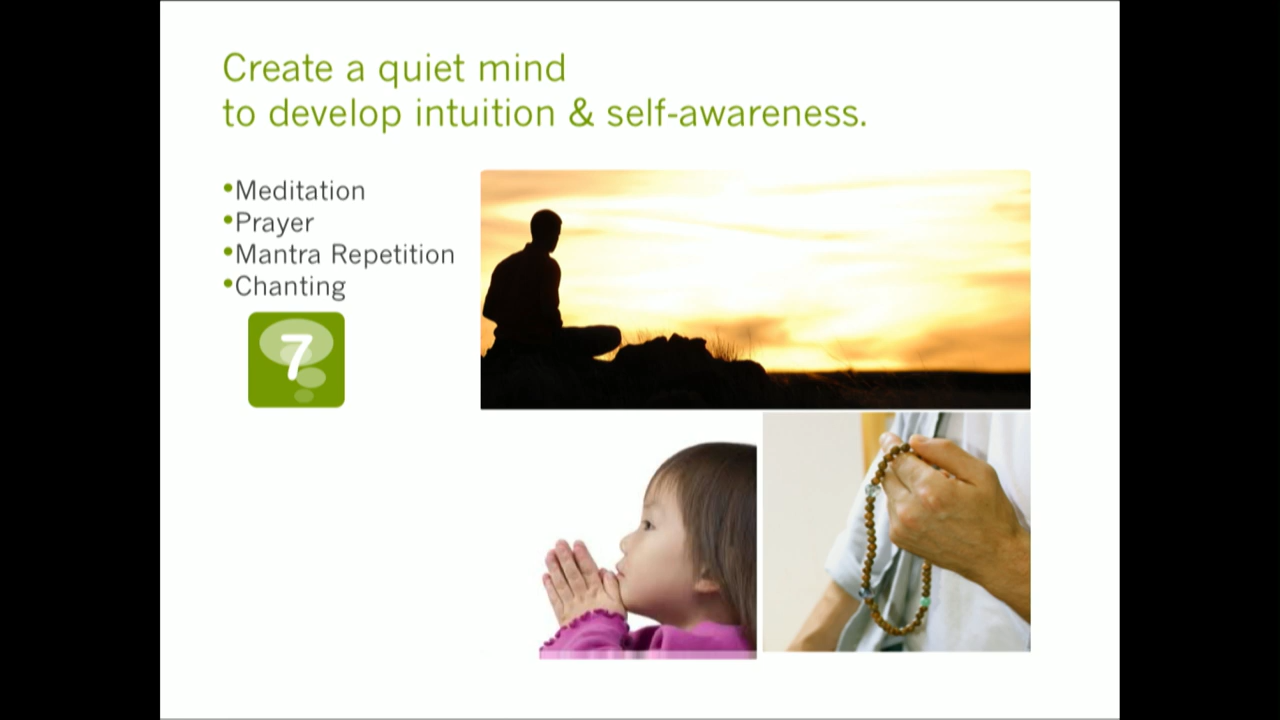 Create a quiet mind
to develop intuition & self-awareness.
•Meditation
•Prayer
•Mantra Repetition
•Chanting
7